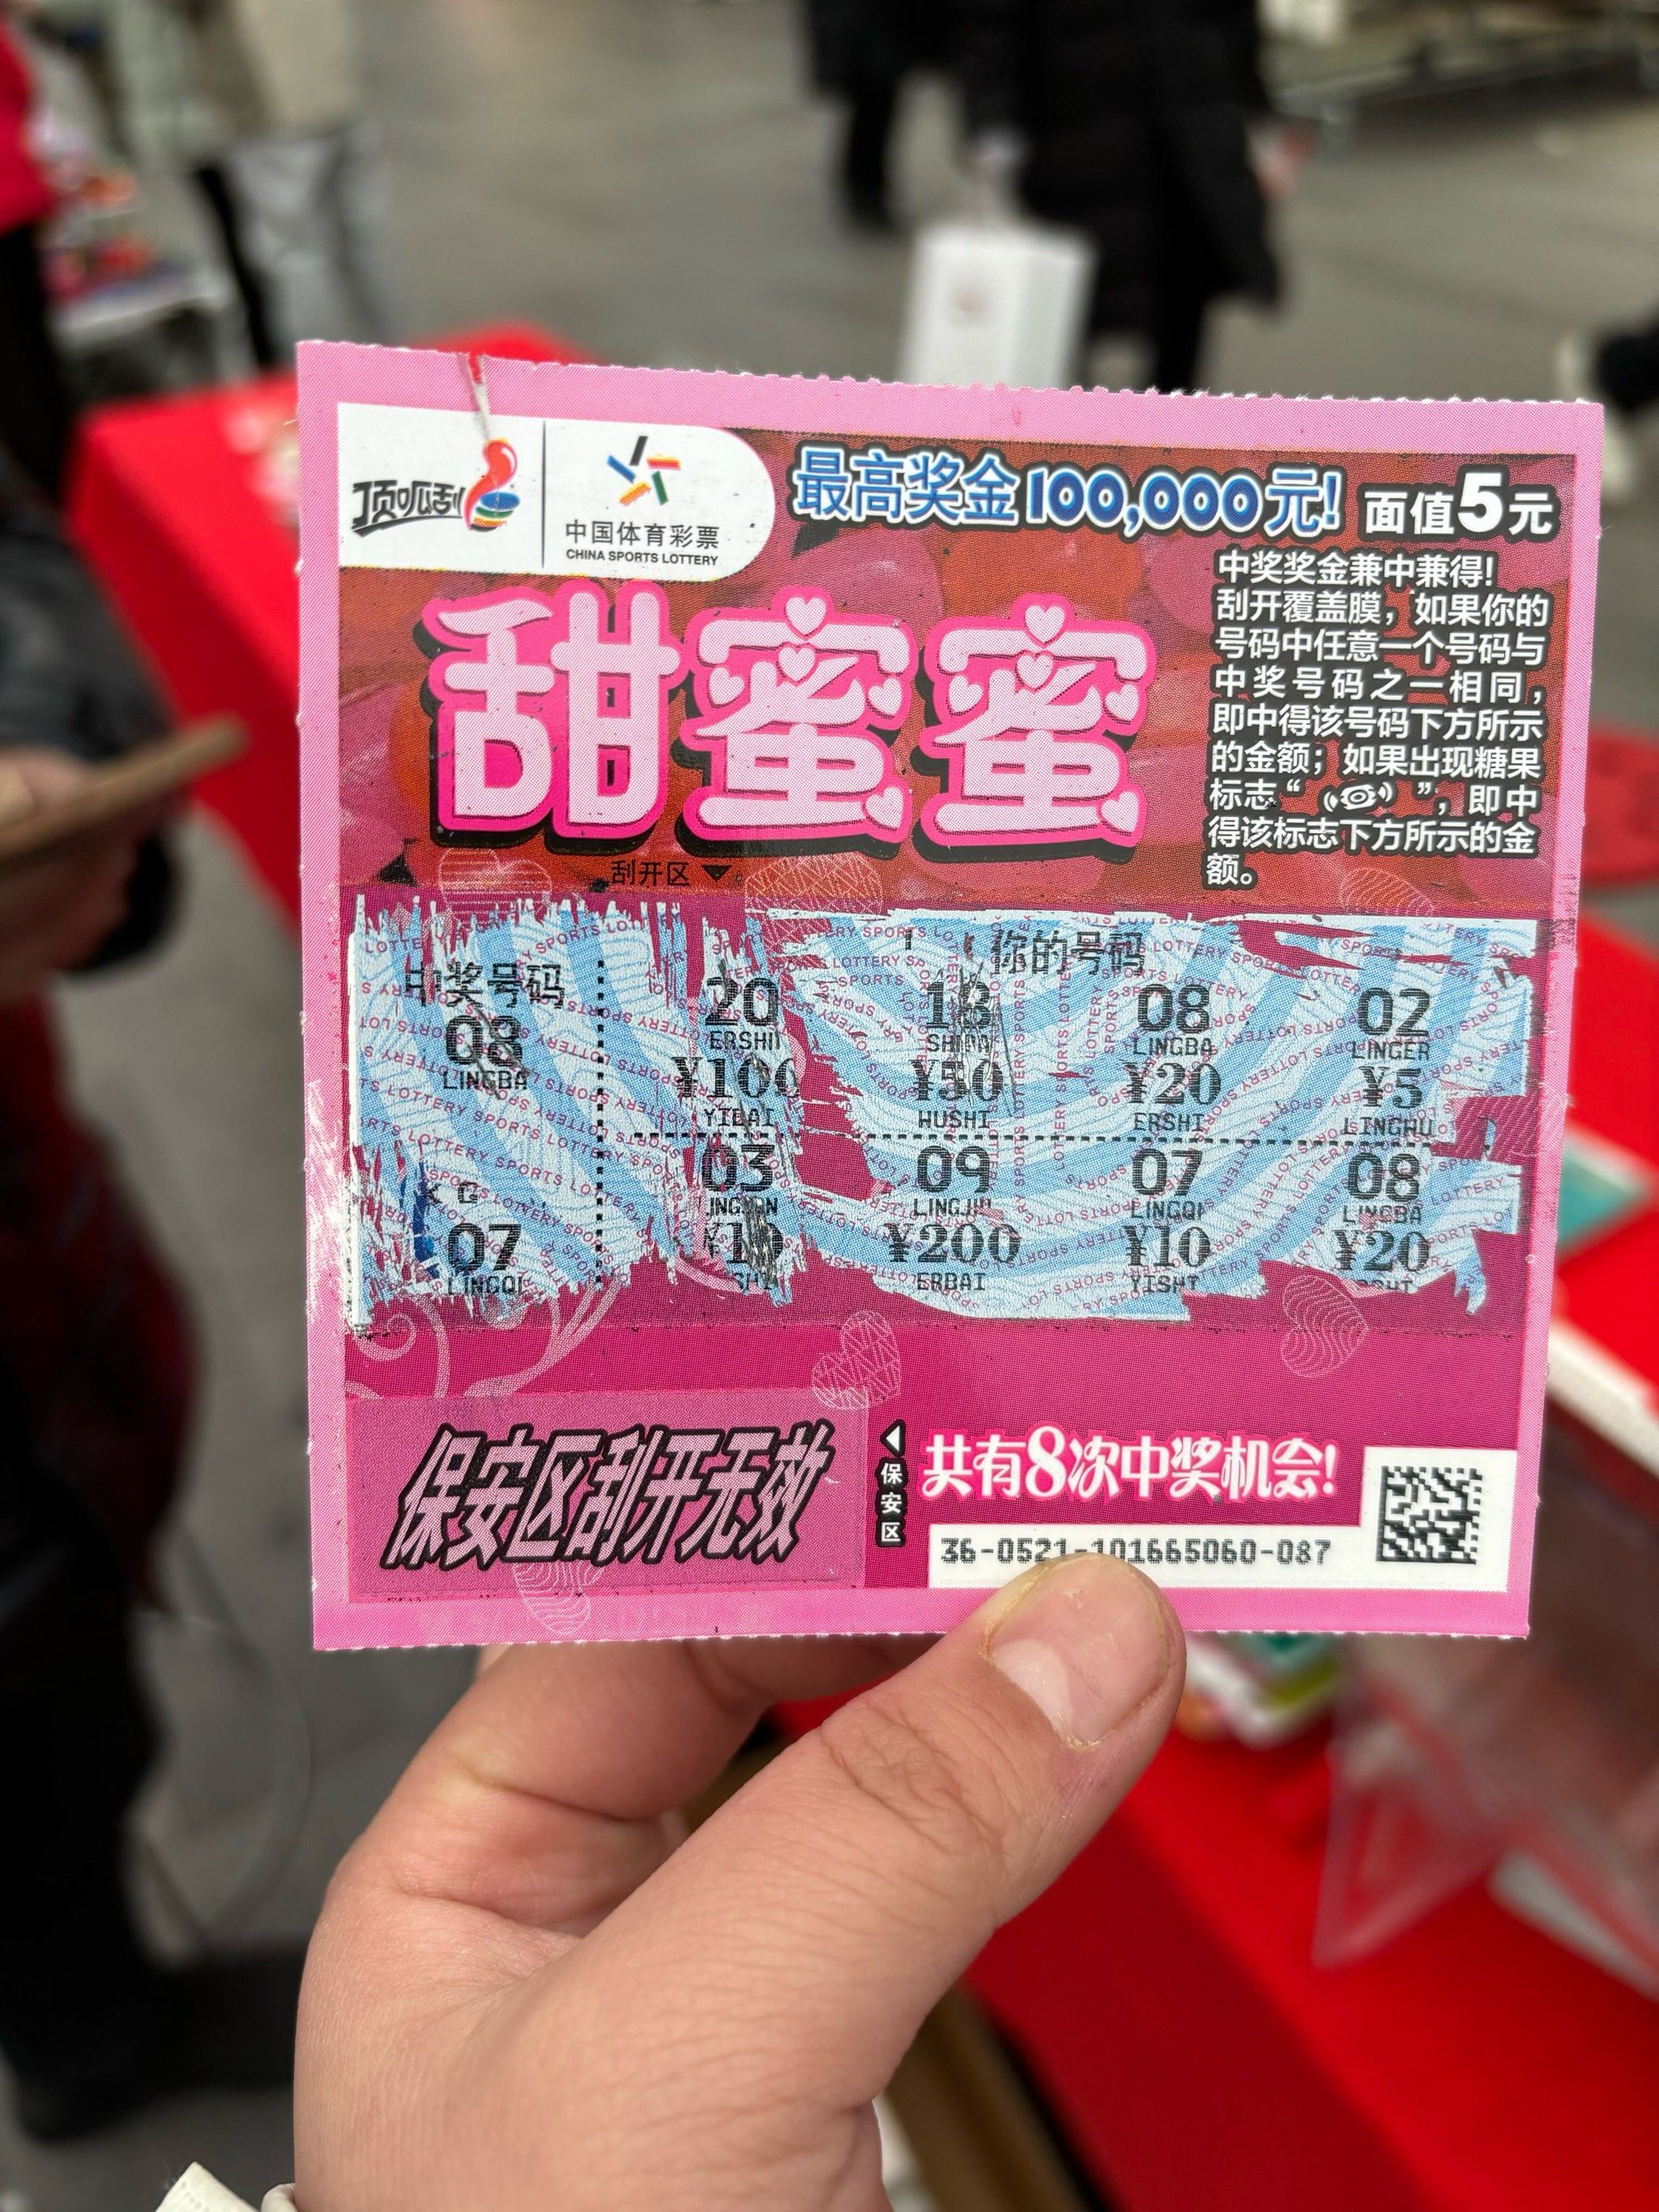 顶呱刮
中国体育彩票
CHINA SPORTS LOTTERY
最高奖金100,000元!
面值5元
甜蜜蜜
中奖奖金兼中兼得!
刮开覆盖膜，如果你的
号码中任意一个号码与
中奖号码之一相同，
即中得该号码下方所示
的金额；如果出现糖果
标志“ ”，即中
得该标志下方所示的金
额。
刮开区
中奖号码
08
LINGBA
07
LINGQI
你的号码
20 18 08 02
ERSHI SHIBA LINGBA LINGER
¥100 ¥50 ¥20 ¥5
YIBAI WUSHI ERSHI LINGWU
03 09 07 08
LINGJIU LINGQI LINGBA
¥10 ¥200 ¥10 ¥20
ERBAI YISHI
保安区刮开无效
保安区
共有8次中奖机会!
36-0521-101665060-087